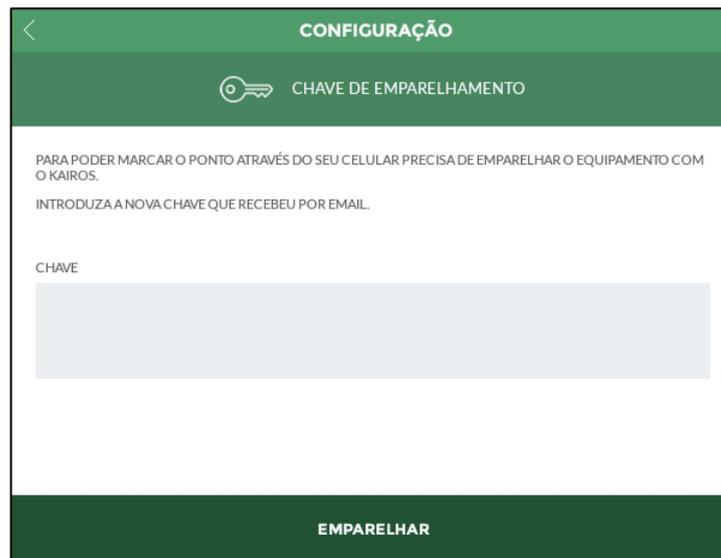 CONFIGURAÇÃO
CHAVE DE EMPARELHAMENTO
PARA PODER MARCAR O PONTO ATRAVÉS DO SEU CELULAR PRECISA DE EMPARELHAR O EQUIPAMENTO COM
O KAIROS.
INTRODUZA A NOVA CHAVE QUE RECEBEU POR EMAIL.
CHAVE
EMPARELHAR